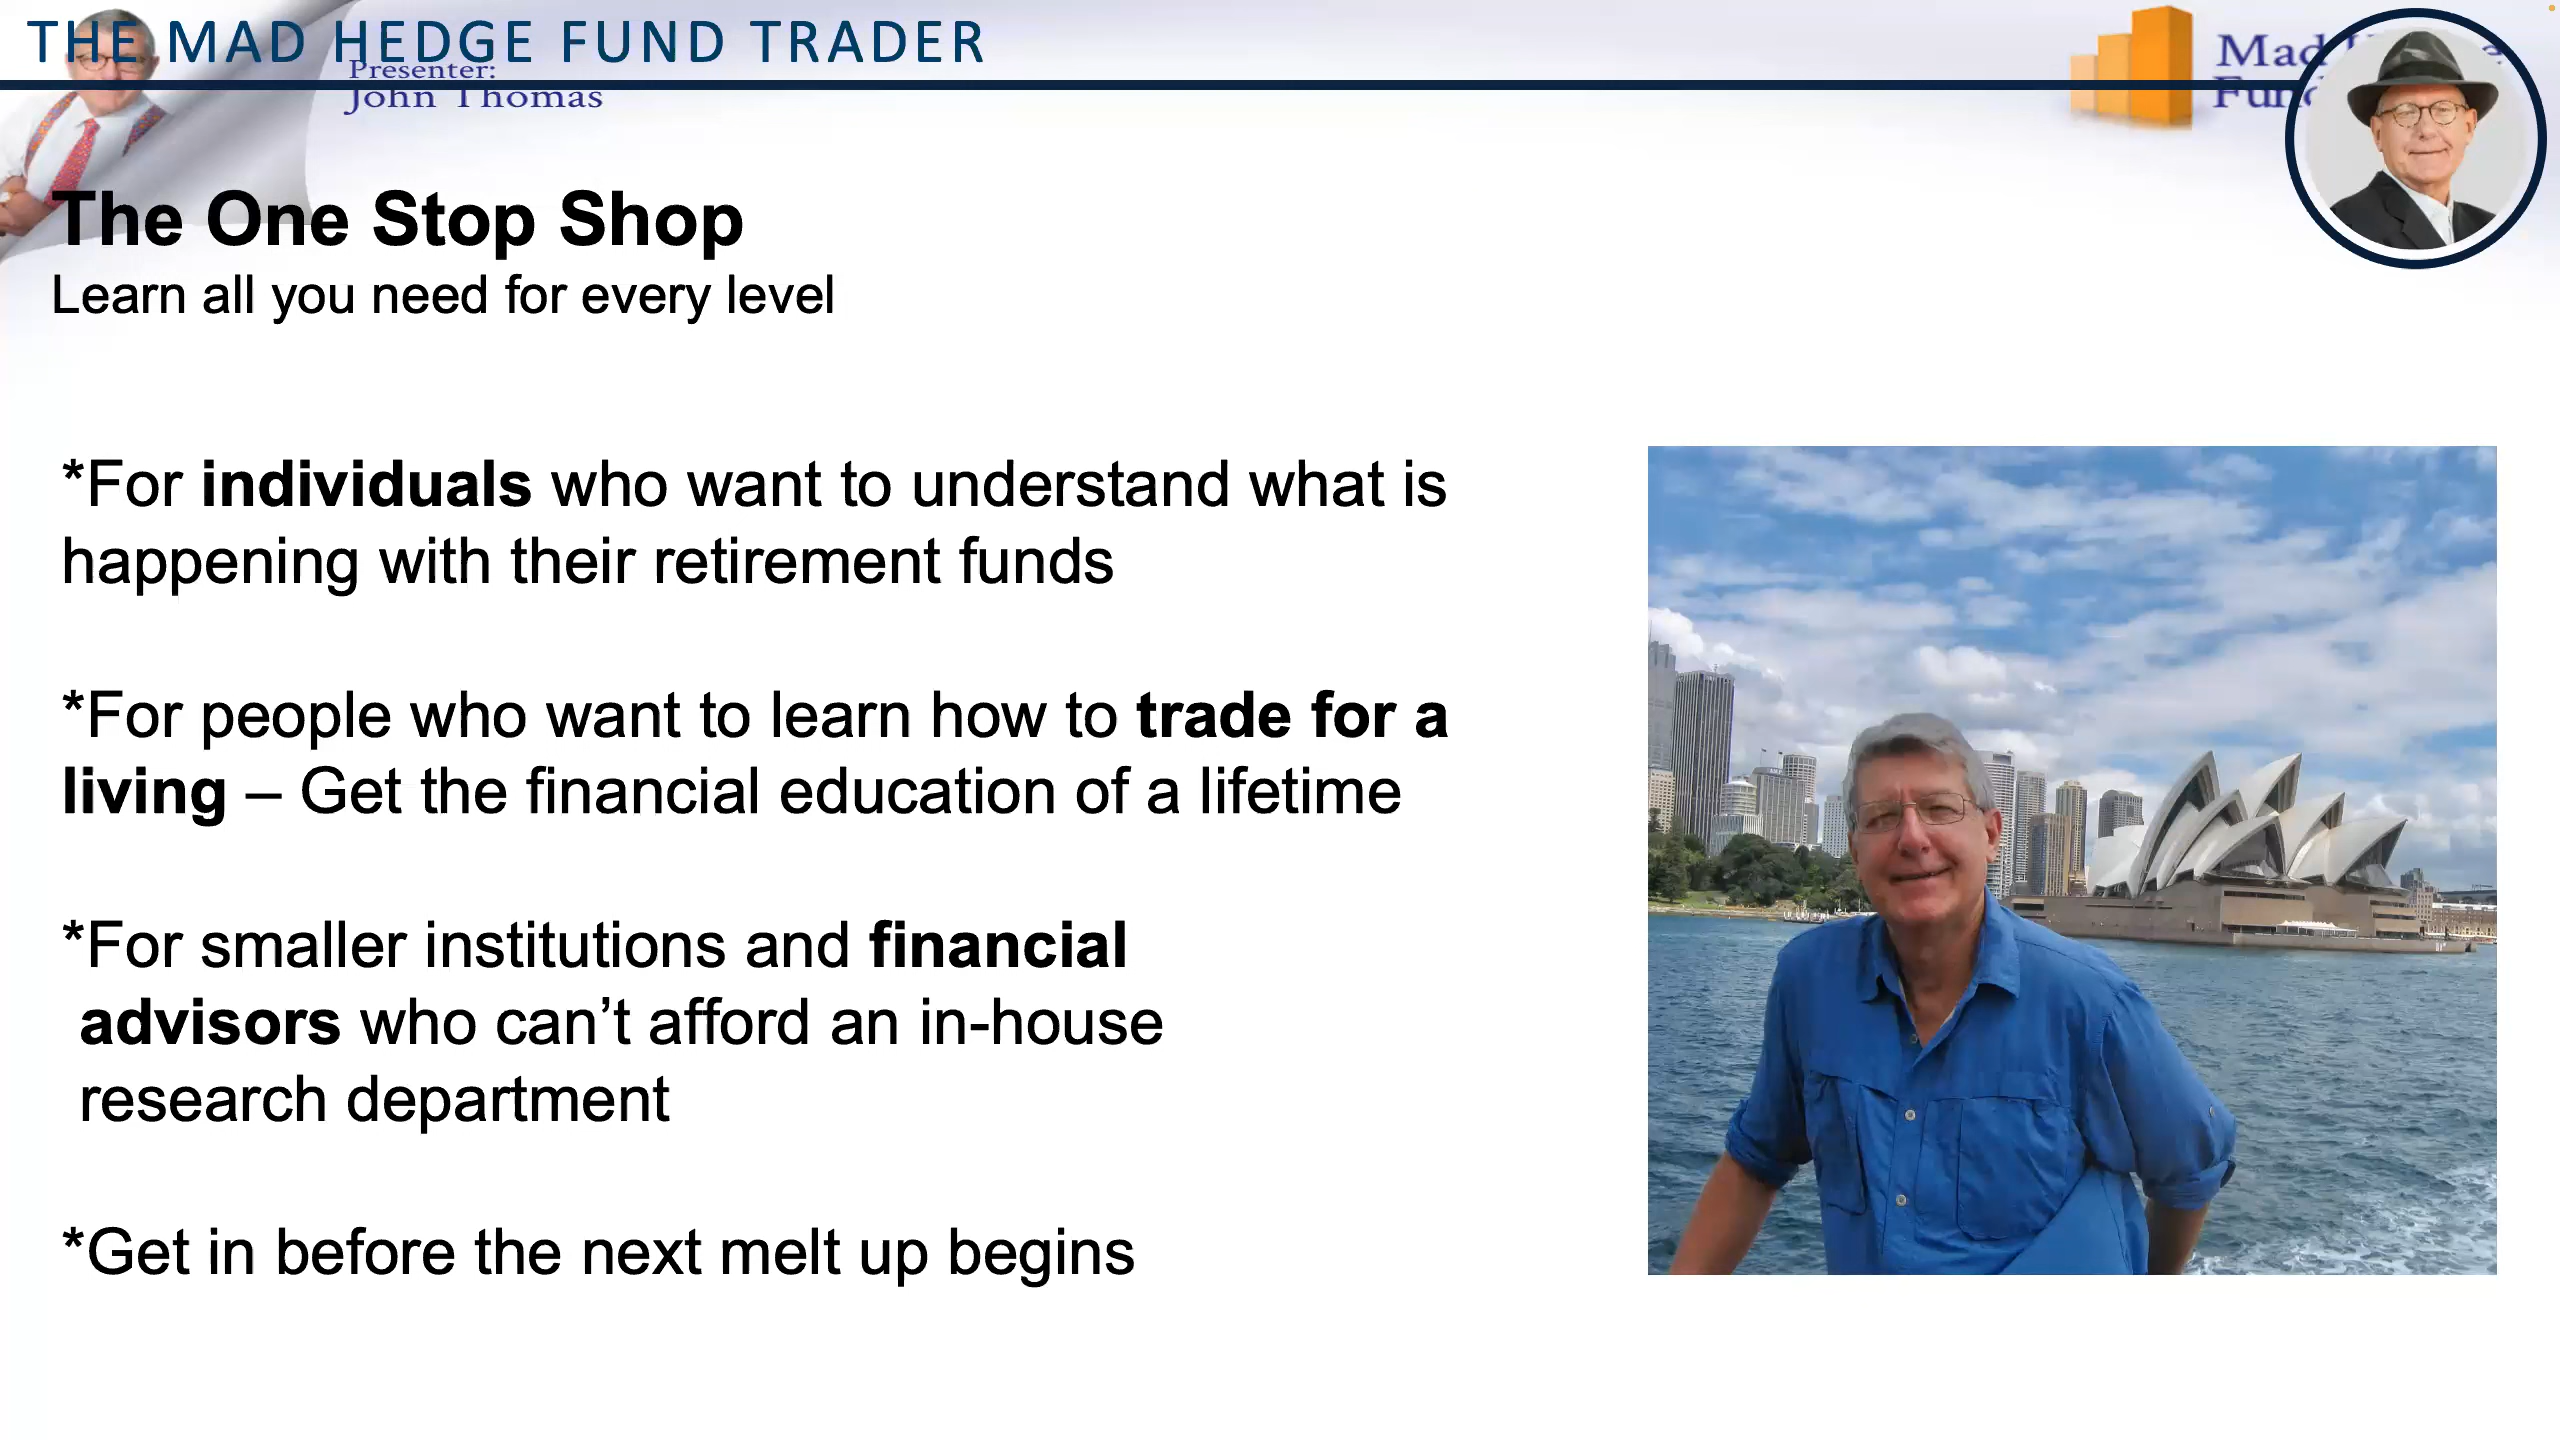 THE MAD HEDGE FUND TRADER
Presenter:
John Thomas
Mad
Fund
The One Stop Shop
Learn all you need for every level
*For individuals who want to understand what is
happening with their retirement funds
*For people who want to learn how to trade for a
living – Get the financial education of a lifetime
*For smaller institutions and financial
advisors who can’t afford an in-house
research department
*Get in before the next melt up begins